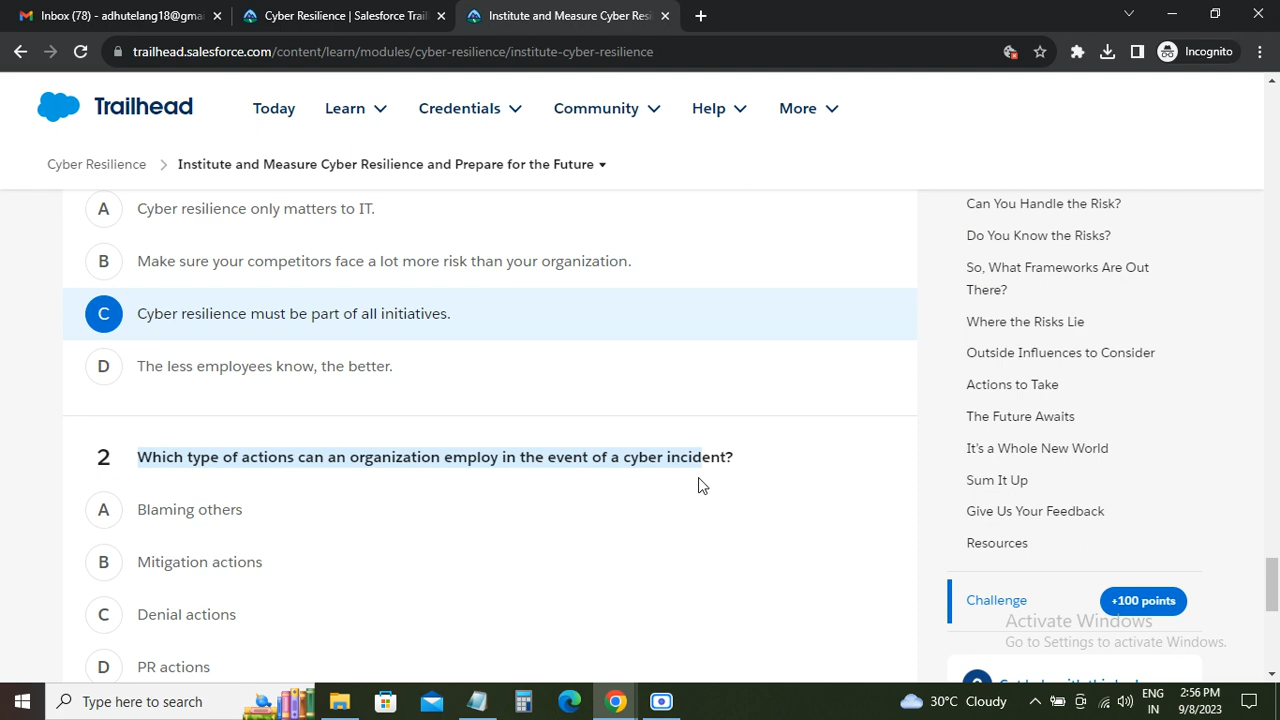 Inbox (78) - adhutelang18@gmai
Cyber Resilience | Salesforce Trail
Institute and Measure Cyber Resi
trailhead.salesforce.com/content/learn/modules/cyber-resilience/institute-cyber-resilience
Incognito
Trailhead
Today
Learn
Credentials
Community
Help
More
Cyber Resilience
Institute and Measure Cyber Resilience and Prepare for the Future
A
Cyber resilience only matters to IT.
B
Make sure your competitors face a lot more risk than your organization.
C
Cyber resilience must be part of all initiatives.
D
The less employees know, the better.
2
Which type of actions can an organization employ in the event of a cyber incident?
A
Blaming others
B
Mitigation actions
C
Denial actions
D
PR actions
Can You Handle the Risk?
Do You Know the Risks?
So, What Frameworks Are Out
There?
Where the Risks Lie
Outside Influences to Consider
Actions to Take
The Future Awaits
It's a Whole New World
Sum It Up
Give Us Your Feedback
Resources
Challenge
+100 points
Activate Windows
Go to Settings to activate Windows.
Type here to search
30°C Cloudy
ENG
IN
2:56 PM
9/8/2023